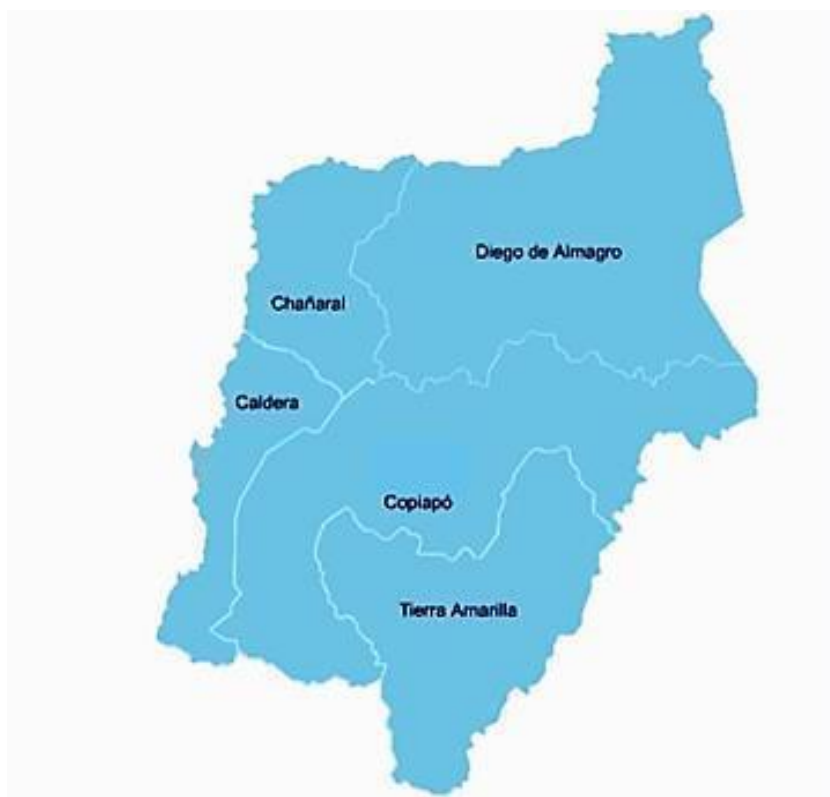 Diego de Almagro
Chañaral
Caldera
Copiapó
Tierra Amarilla